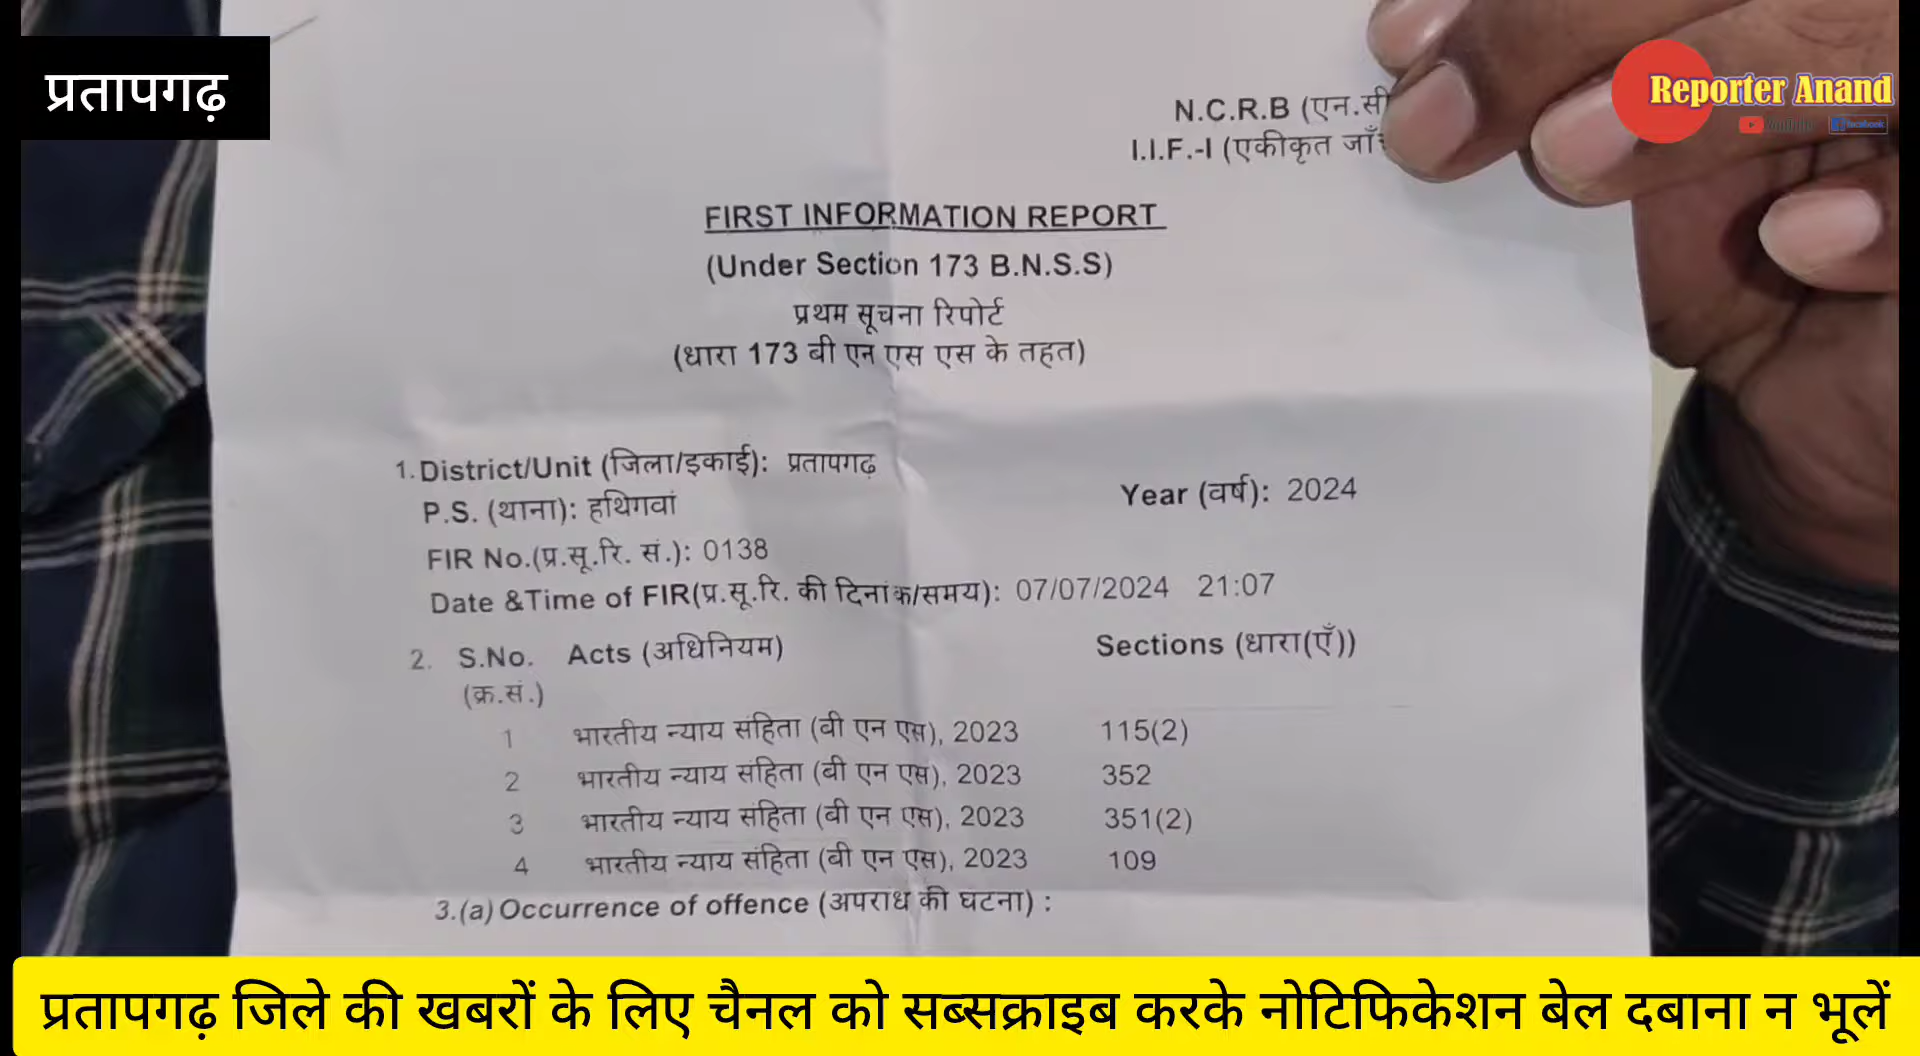 प्रतापगढ़
Reporter Anand
YouTube facebook
N.C.R.B (एन.सी
I.I.F.-I (एकीकृत
FIRST INFORMATION REPORT
(Under Section 173 B.N.S.S)
प्रथम सूचना रिपोर्ट
(धारा 173 बी एन एस एस के तहत)
1. District/Unit (जिला/इकाई): प्रतापगढ़
P.S. (थाना): हथिगवां
Year (वर्ष): 2024
FIR No.(प्र.सू.रि. सं.): 0138
Date &Time of FIR(प्र.सू.रि. की दिनांक/समय): 07/07/2024 21:07
2. S.No. Acts (अधिनियम) Sections (धारा(एँ))
(क्र.सं.)
1 भारतीय न्याय संहिता (बी एन एस), 2023 115(2)
2 भारतीय न्याय संहिता (बी एन एस), 2023 352
3 भारतीय न्याय संहिता (बी एन एस), 2023 351(2)
4 भारतीय न्याय संहिता (बी एन एस), 2023 109
3.(a) Occurrence of offence (अपराध की घटना) :
प्रतापगढ़ जिले की खबरों के लिए चैनल को सब्सक्राइब करके नोटिफिकेशन बेल दबाना न भूलें